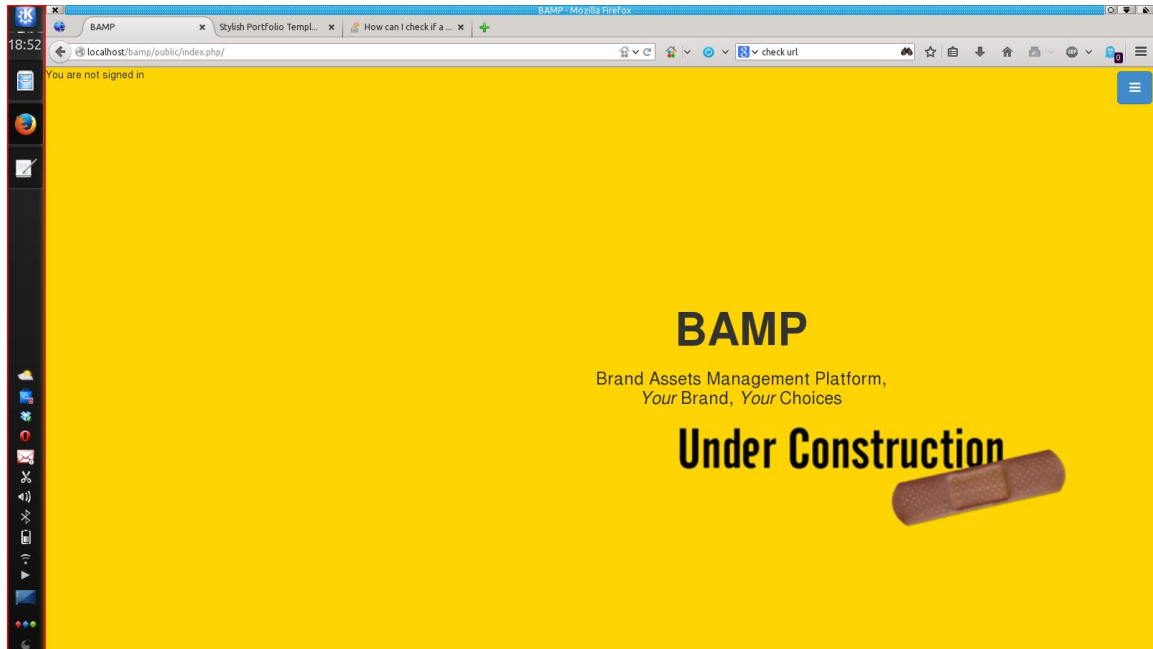 BAMP - Mozilla Firefox
BAMP
Stylish Portfolio Templ...
How can I check if a ...
18:52
localhost/bamp/public/index.php/
check url
0
You are not signed in
BAMP
Brand Assets Management Platform,
Your Brand, Your Choices
Under Construction